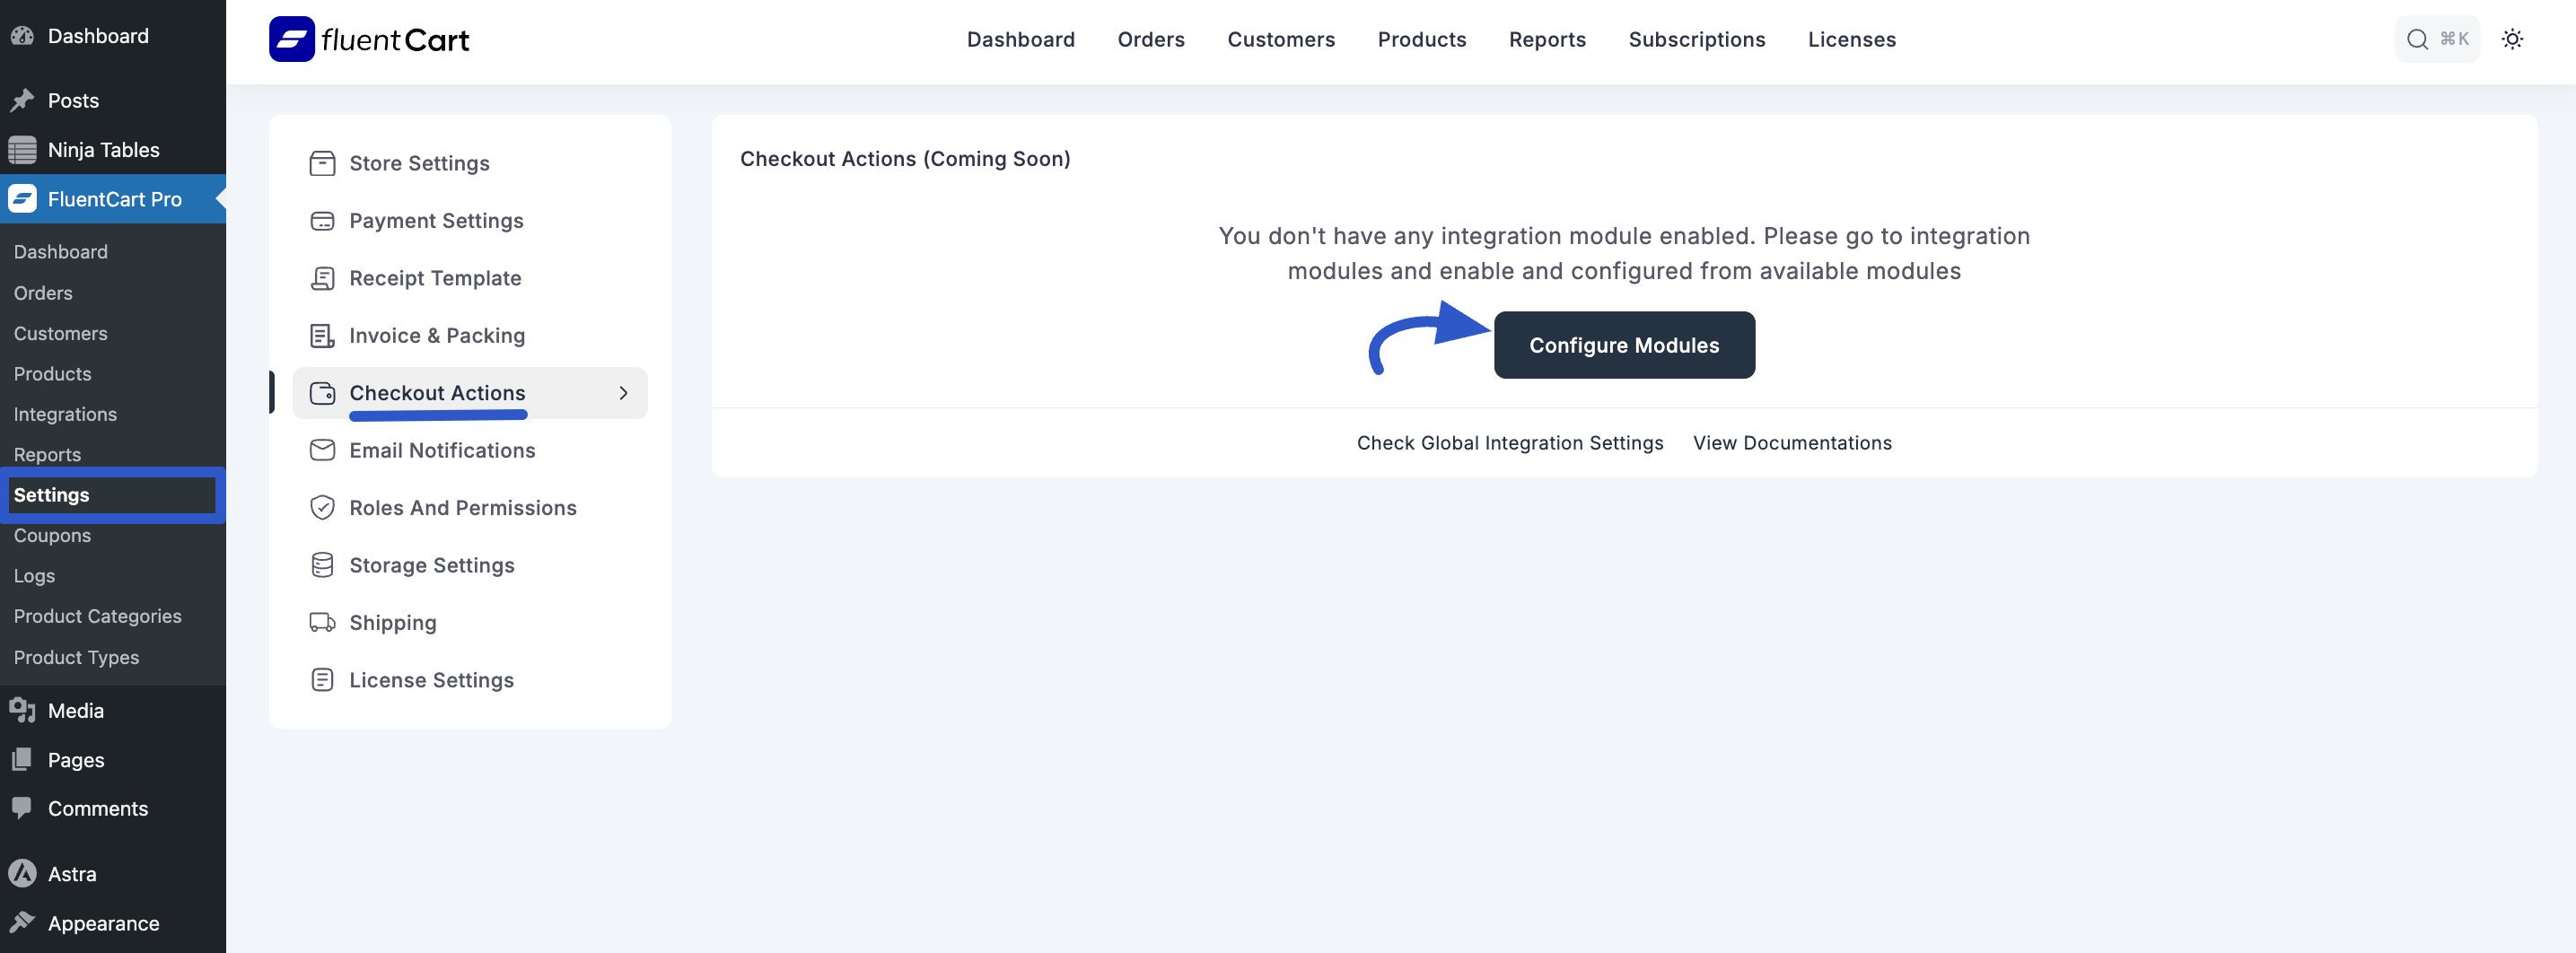 Dashboard
Posts
Ninja Tables
FluentCart Pro
Dashboard
Orders
Customers
Products
Integrations
Reports
Settings
Coupons
Logs
Product Categories
Product Types
Media
Pages
Comments
Astra
Appearance
fluentCart
Dashboard Orders Customers Products Reports Subscriptions Licenses
⌘K
Store Settings
Payment Settings
Receipt Template
Invoice & Packing
Checkout Actions
Email Notifications
Roles And Permissions
Storage Settings
Shipping
License Settings
Checkout Actions (Coming Soon)
You don't have any integration module enabled. Please go to integration
modules and enable and configured from available modules
Configure Modules
Check Global Integration Settings View Documentations